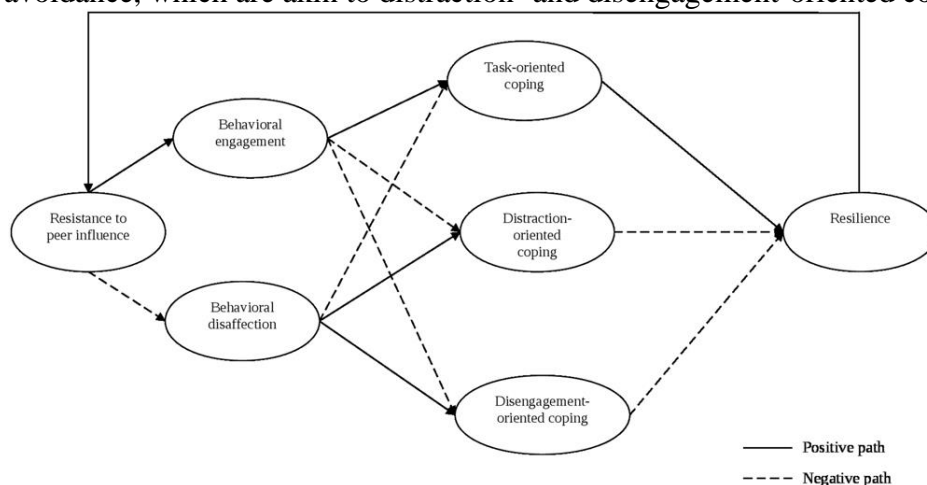 avoidance, which are akin to distraction- and disengagement-oriented co
Task-oriented
coping
Behavioral
engagement
Resistance to
peer influence
Distraction-
oriented
coping
Resilience
Behavioral
disaffection
Disengagement-
oriented coping
Positive path
Negative path